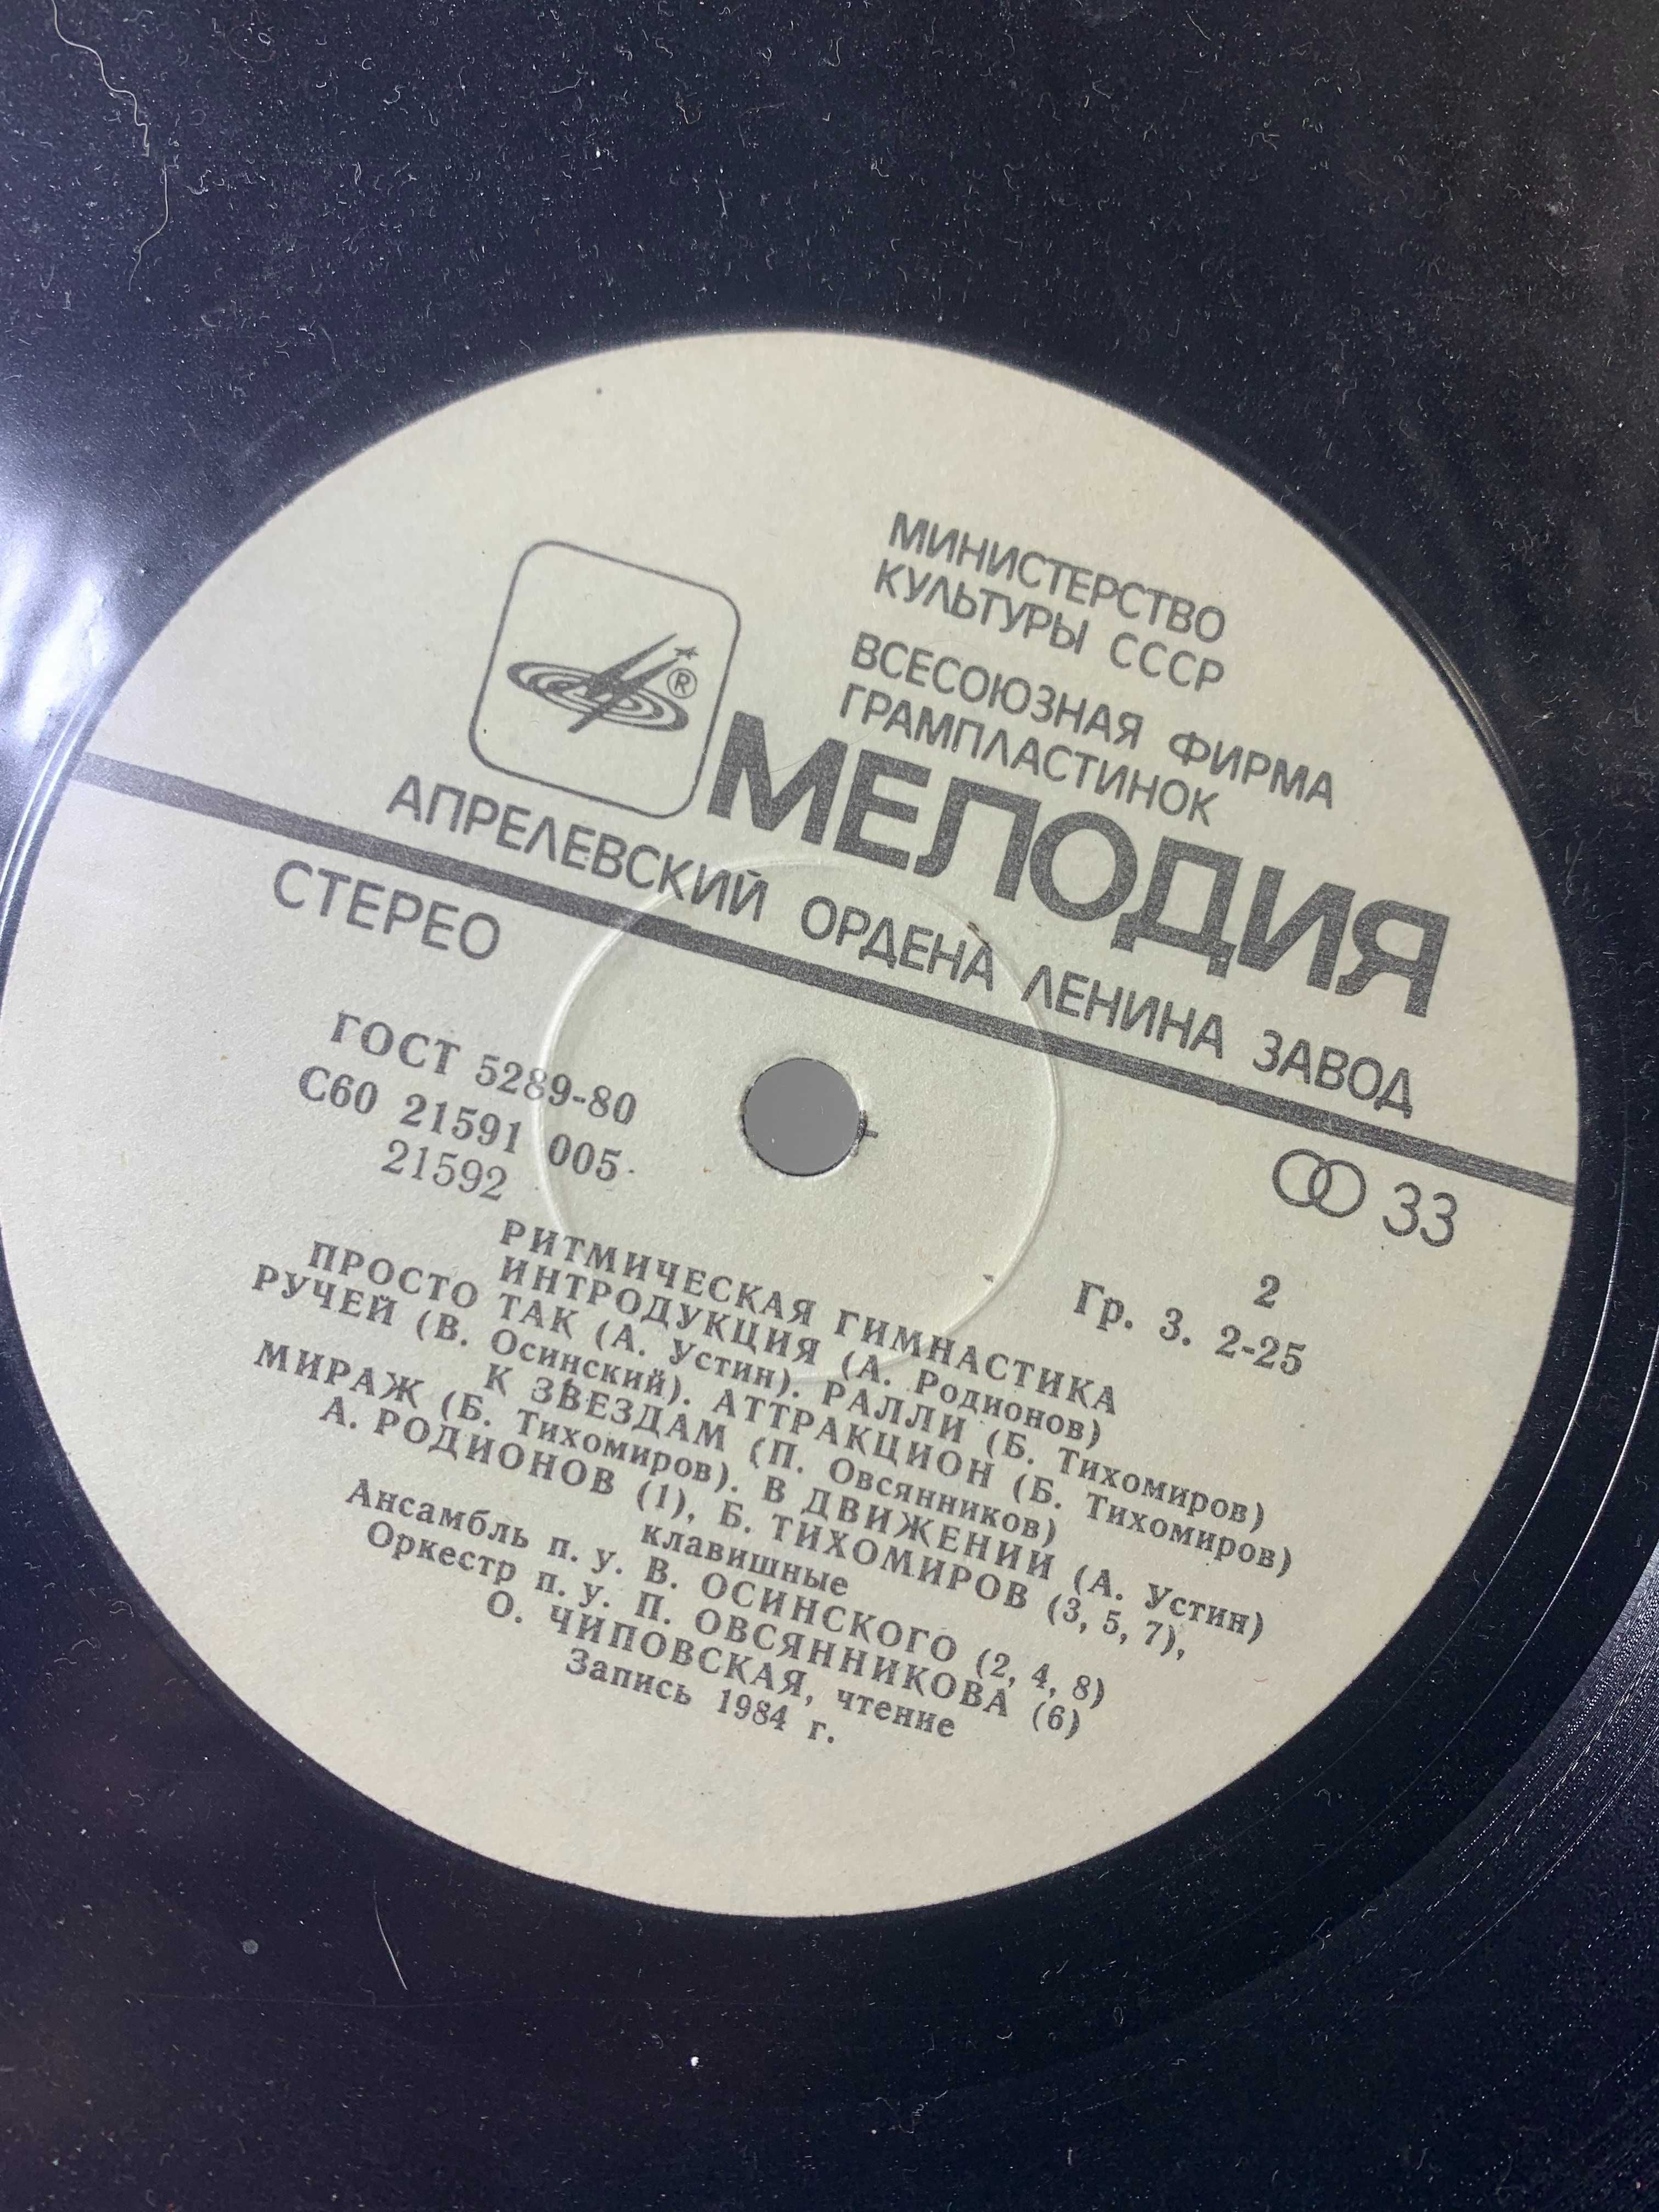 МИНИСТЕРСТВО
КУЛЬТУРЫ СССР
ВСЕСОЮЗНАЯ ФИРМА
ГРАМПЛАСТИНОК
®
МЕЛОДИЯ
АПРЕЛЕВСКИЙ ОРДЕНА ЛЕНИНА ЗАВОД
СТЕРЕО
33
ГОСТ 5289-80
С60 21591 005
21592
2
Гр. 3. 2-25
РИТМИЧЕСКАЯ ГИМНАСТИКА
ИНТРОДУКЦИЯ (А. Родионов)
ПРОСТО ТАК (А. Устин). РАЛЛИ (Б. Тихомиров)
РУЧЕЙ (В. Осинский). АТТРАКЦИОН (Б. Тихомиров)
К ЗВЕЗДАМ (П. Овсянников)
МИРАЖ (Б. Тихомиров). В ДВИЖЕНИИ (А. Устин)
А. РОДИОНОВ (1), Б. ТИХОМИРОВ (3, 5, 7),
клавишные
Ансамбль п. у. В. ОСИНСКОГО (2, 4, 8)
Оркестр п. у. П. ОВСЯННИКОВА (6)
О. ЧИПОВСКАЯ, чтение
Запись 1984 г.